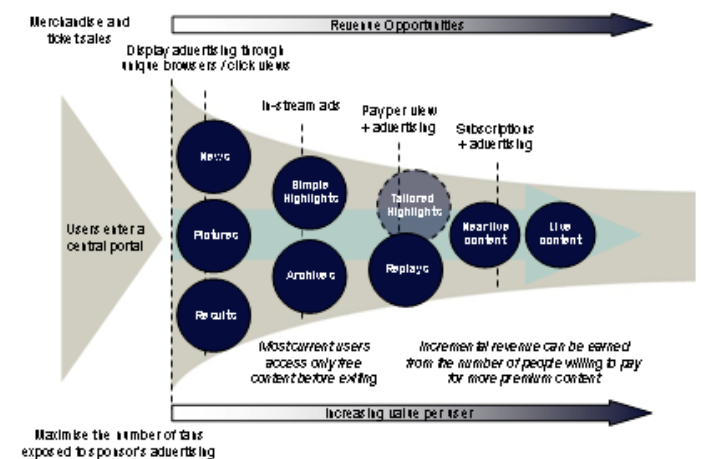 Merchandise and
ticket sales
Revenue Opportunities
Display advertising through
unique browsers / click views
In-stream ads
Pay per view
+ advertising
Subscriptions
+ advertising
News
Simple
Highlights
Tailored
Highlights
Users enter a
central portal
Pictures
Near live
content
Live
content
Archives
Replays
Results
Most current users
access only free
content before exiting
Incremental revenue can be earned
from the number of people willing to pay
for more premium content
Increasing value per user
Maximise the number of fans
exposed to sponsor's advertising